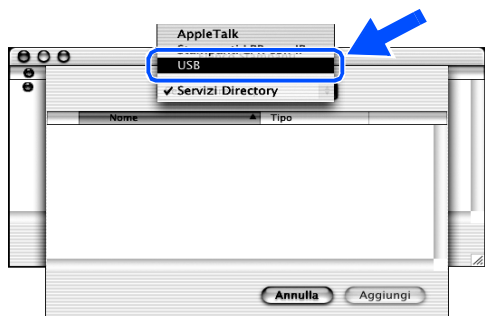 AppleTalk
USB
✓ Servizi Directory
Nome Tipo
Annulla Aggiungi